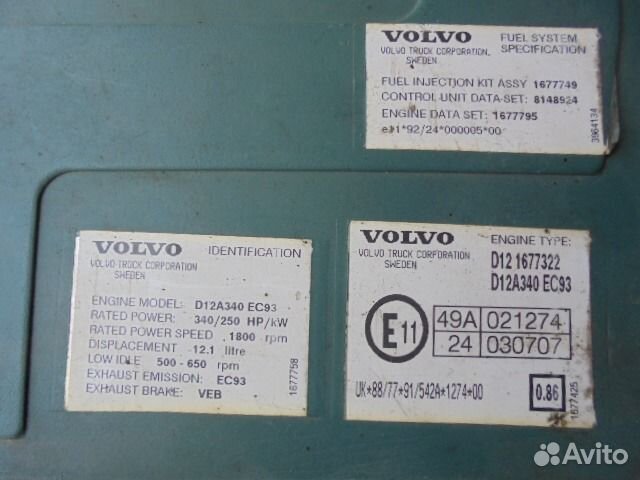 VOLVO FUEL SYSTEM
VOLVO TRUCK CORPORATION SPECIFICATION
SWEDEN
FUEL INJECTION KIT ASSY 1677749
CONTROL UNIT DATA-SET: 8148924
ENGINE DATA SET: 1677795
e11*92/24*000005*00
3964134
VOLVO IDENTIFICATION
VOLVO TRUCK CORPORATION
SWEDEN
ENGINE MODEL: D12A340 EC93
RATED POWER: 340/250 HP/kW
RATED POWER SPEED: 1800 rpm
DISPLACEMENT -12.1 litre
LOW IDLE 500-650 rpm
EXHAUST EMISSION: EC93
EXHAUST BRAKE: VEB
1677758
VOLVO ENGINE TYPE:
VOLVO TRUCK CORPORATION D12 1677322
SWEDEN D12A340 EC93
E11 49A 021274
24 030707
UK*88/77*91/542A*1274*00 0.86
1677425
Avito